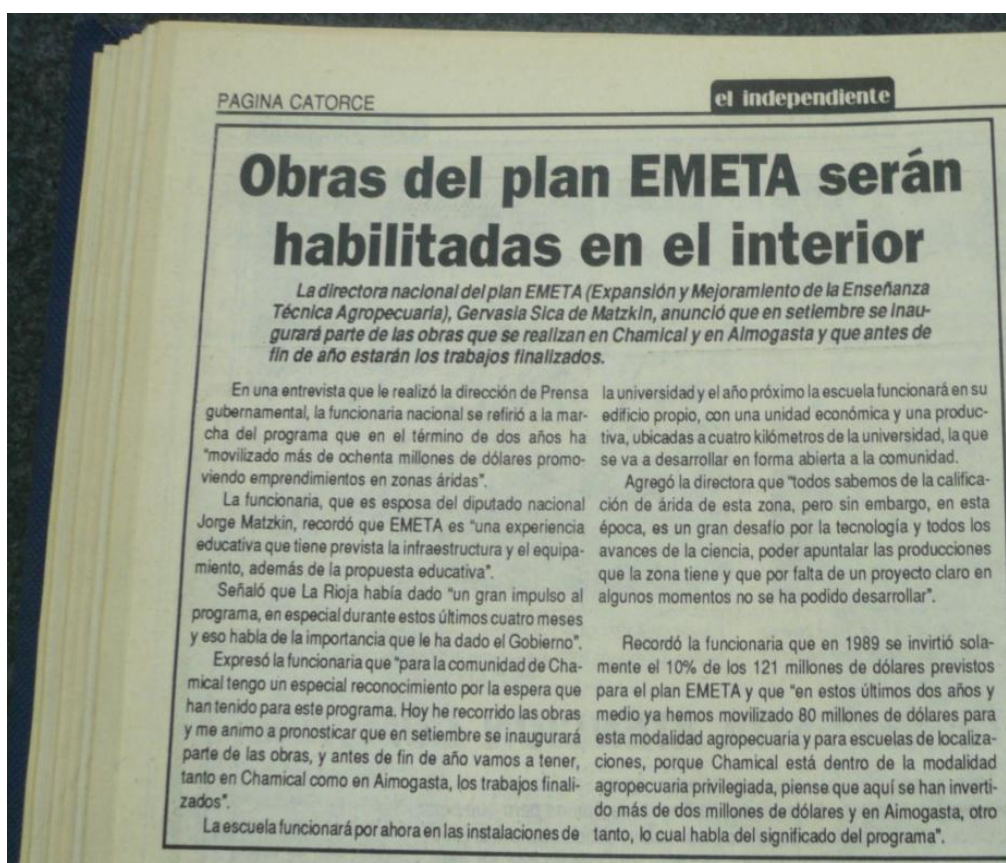 PAGINA CATORCE
el independiente
Obras del plan EMETA serán
habilitadas en el interior
La directora nacional del plan EMETA (Expansión y Mejoramiento de la Enseñanza
Técnica Agropecuaria), Gervasia Sica de Matzkin, anunció que en setiembre se inau-
gurará parte de las obras que se realizan en Chamical y en Aimogasta y que antes de
fin de año estarán los trabajos finalizados.
En una entrevista que le realizó la dirección de Prensa
gubernamental, la funcionaria nacional se refirió a la mar-
cha del programa que en el término de dos años ha
"movilizado más de ochenta millones de dólares promo-
viendo emprendimientos en zonas áridas".
La funcionaria, que es esposa del diputado nacional
Jorge Matzkin, recordó que EMETA es "una experiencia
educativa que tiene prevista la infraestructura y el equipa-
miento, además de la propuesta educativa".
Señaló que La Rioja había dado "un gran impulso al
programa, en especial durante estos últimos cuatro meses
y eso habla de la importancia que le ha dado el Gobierno".
Expresó la funcionaria que "para la comunidad de Cha-
mical tengo un especial reconocimiento por la espera que
han tenido para este programa. Hoy he recorrido las obras
y me animo a pronosticar que en setiembre se inaugurará
parte de las obras, y antes de fin de año vamos a tener,
tanto en Chamical como en Aimogasta, los trabajos finali-
zados".
La escuela funcionará por ahora en las instalaciones de
la universidad y el año próximo la escuela funcionará en su
edificio propio, con una unidad económica y una produc-
tiva, ubicadas a cuatro kilómetros de la universidad, la que
se va a desarrollar en forma abierta a la comunidad.
Agregó la directora que "todos sabemos de la califica-
ción de árida de esta zona, pero sin embargo, en esta
época, es un gran desafío por la tecnología y todos los
avances de la ciencia, poder apuntalar las producciones
que la zona tiene y que por falta de un proyecto claro en
algunos momentos no se ha podido desarrollar".
Recordó la funcionaria que en 1989 se invirtió sola-
mente el 10% de los 121 millones de dólares previstos
para el plan EMETA y que "en estos últimos dos años y
medio ya hemos movilizado 80 millones de dólares para
esta modalidad agropecuaria y para escuelas de localiza-
ciones, porque Chamical está dentro de la modalidad
agropecuaria privilegiada, piense que aquí se han inverti-
do más de dos millones de dólares y en Aimogasta, otro
tanto, lo cual habla del significado del programa".